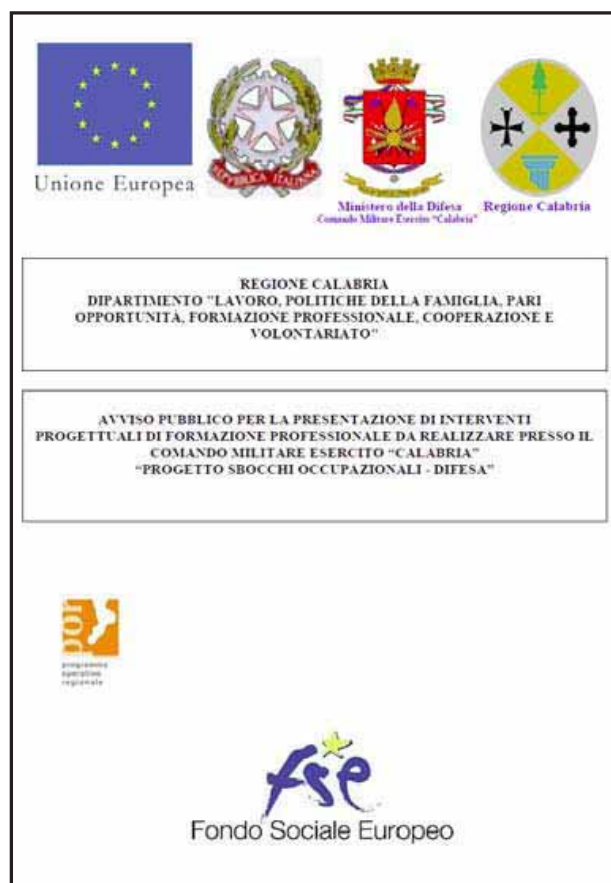 Unione Europea
REPVBBLICA ITALIANA
Ministero della Difesa
Comando Militare Esercito "Calabria"
Regione Calabria
REGIONE CALABRIA
DIPARTIMENTO "LAVORO, POLITICHE DELLA FAMIGLIA, PARI
OPPORTUNITÀ, FORMAZIONE PROFESSIONALE, COOPERAZIONE E
VOLONTARIATO"
AVVISO PUBBLICO PER LA PRESENTAZIONE DI INTERVENTI
PROGETTUALI DI FORMAZIONE PROFESSIONALE DA REALIZZARE PRESSO IL
COMANDO MILITARE ESERCITO “CALABRIA”
“PROGETTO SBOCCHI OCCUPAZIONALI - DIFESA”
por
programma
operativo
regionale
fse
Fondo Sociale Europeo